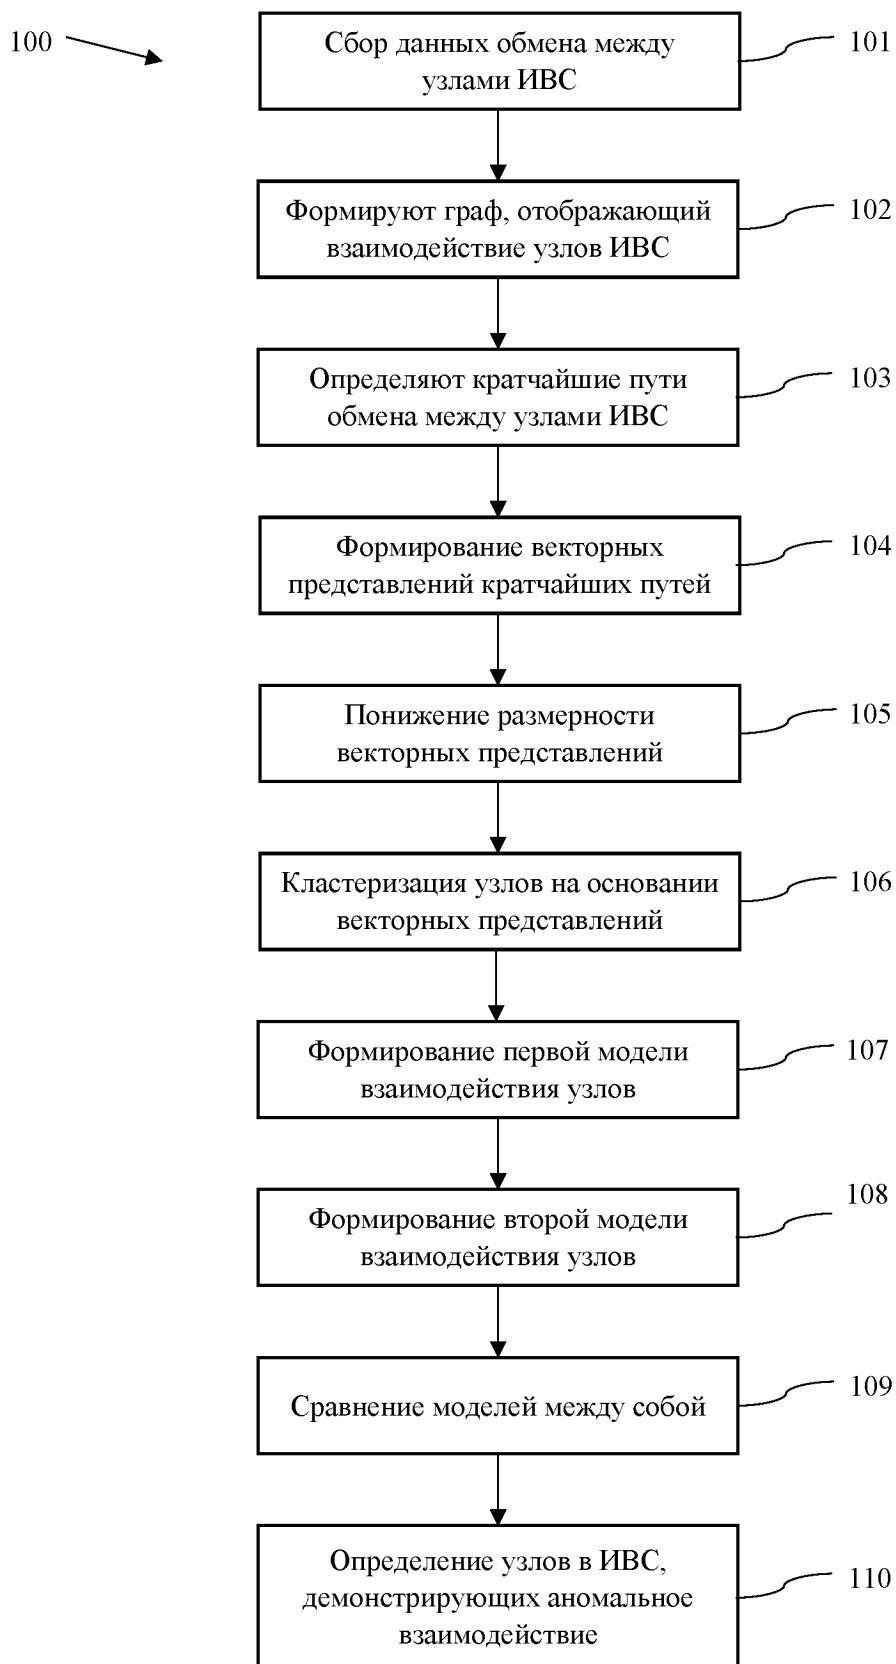 100
Сбор данных обмена между
узлами ИВС
101
Формируют граф, отображающий
взаимодействие узлов ИВС
102
Определяют кратчайшие пути
обмена между узлами ИВС
103
Формирование векторных
представлений кратчайших путей
104
Понижение размерности
векторных представлений
105
Кластеризация узлов на основании
векторных представлений
106
Формирование первой модели
взаимодействия узлов
107
Формирование второй модели
взаимодействия узлов
108
Сравнение моделей между собой
109
Определение узлов в ИВС,
демонстрирующих аномальное
взаимодействие
110